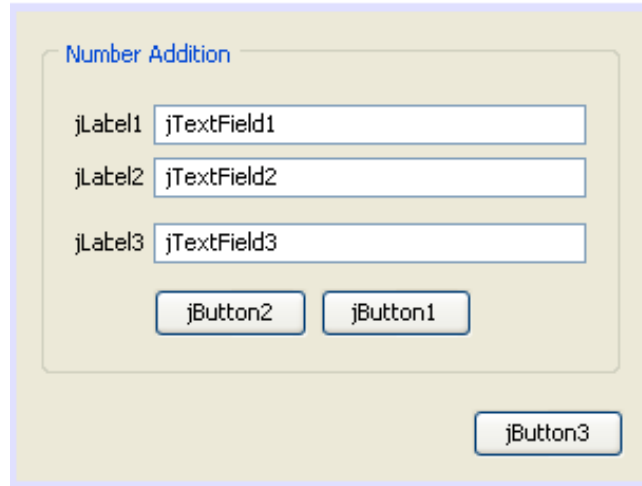 Number Addition
jLabel1 jTextField1
jLabel2 jTextField2
jLabel3 jTextField3
jButton2 jButton1
jButton3